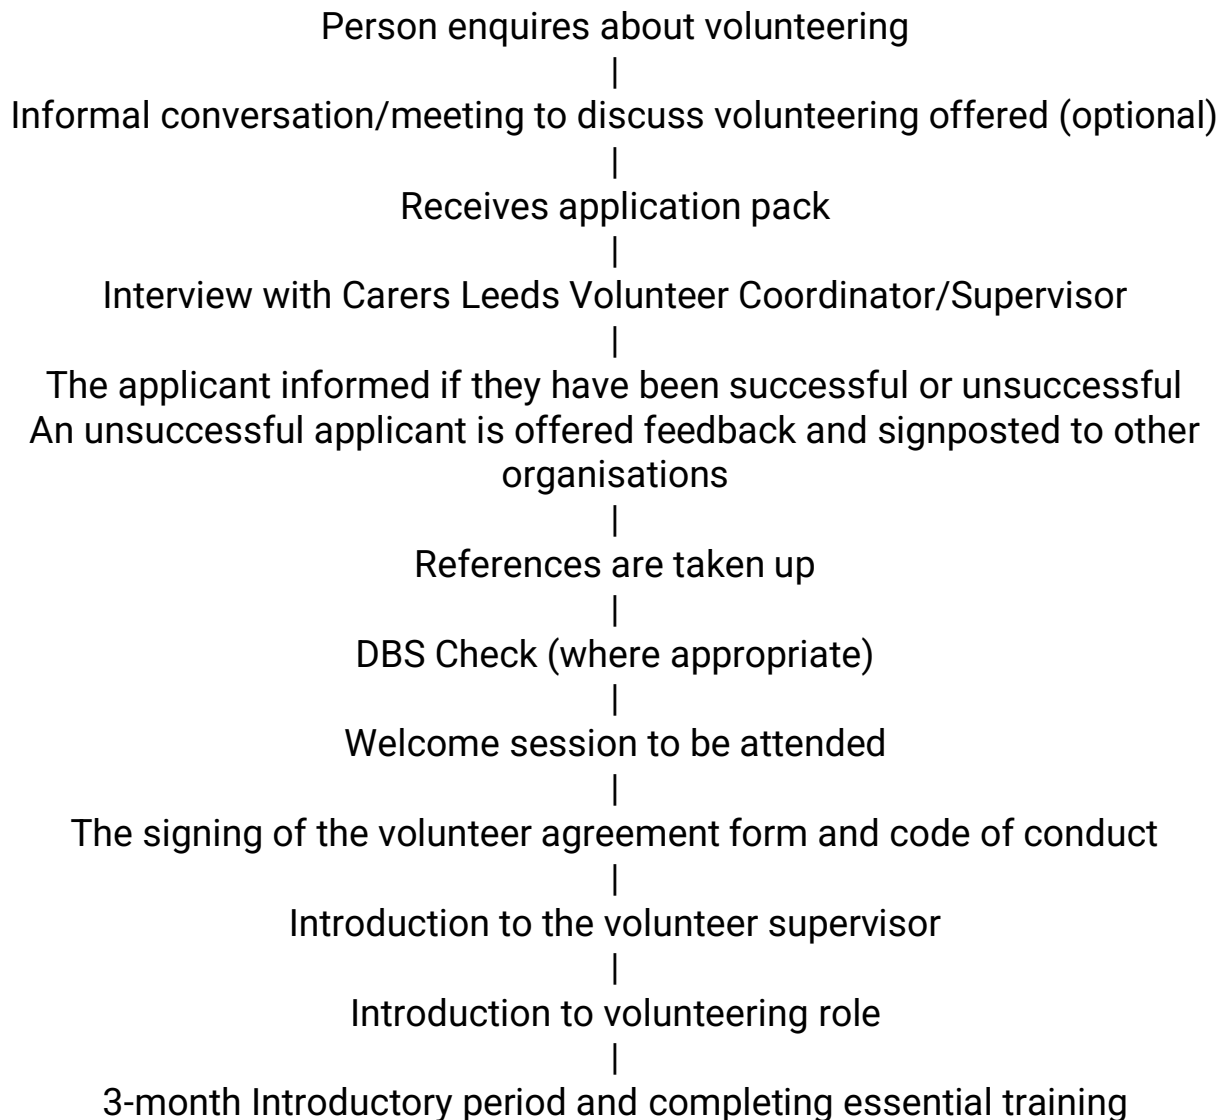 Person enquires about volunteering
|
Informal conversation/meeting to discuss volunteering offered (optional)
|
Receives application pack
|
Interview with Carers Leeds Volunteer Coordinator/Supervisor
|
The applicant informed if they have been successful or unsuccessful
An unsuccessful applicant is offered feedback and signposted to other
organisations
|
References are taken up
|
DBS Check (where appropriate)
|
Welcome session to be attended
|
The signing of the volunteer agreement form and code of conduct
|
Introduction to the volunteer supervisor
|
Introduction to volunteering role
|
3-month Introductory period and completing essential training